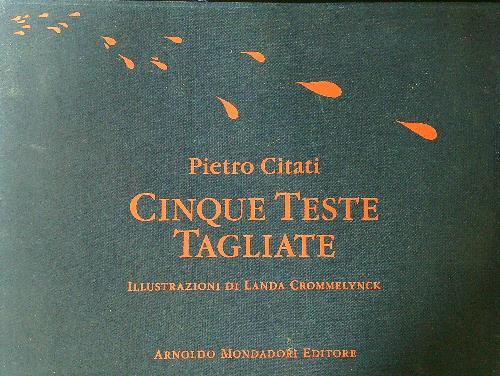 Pietro Citati
CINQUE TESTE
TAGLIATE
ILLUSTRAZIONI DI LANDA CROMMELYNCK
ARNOLDO MONDADORI EDITORE